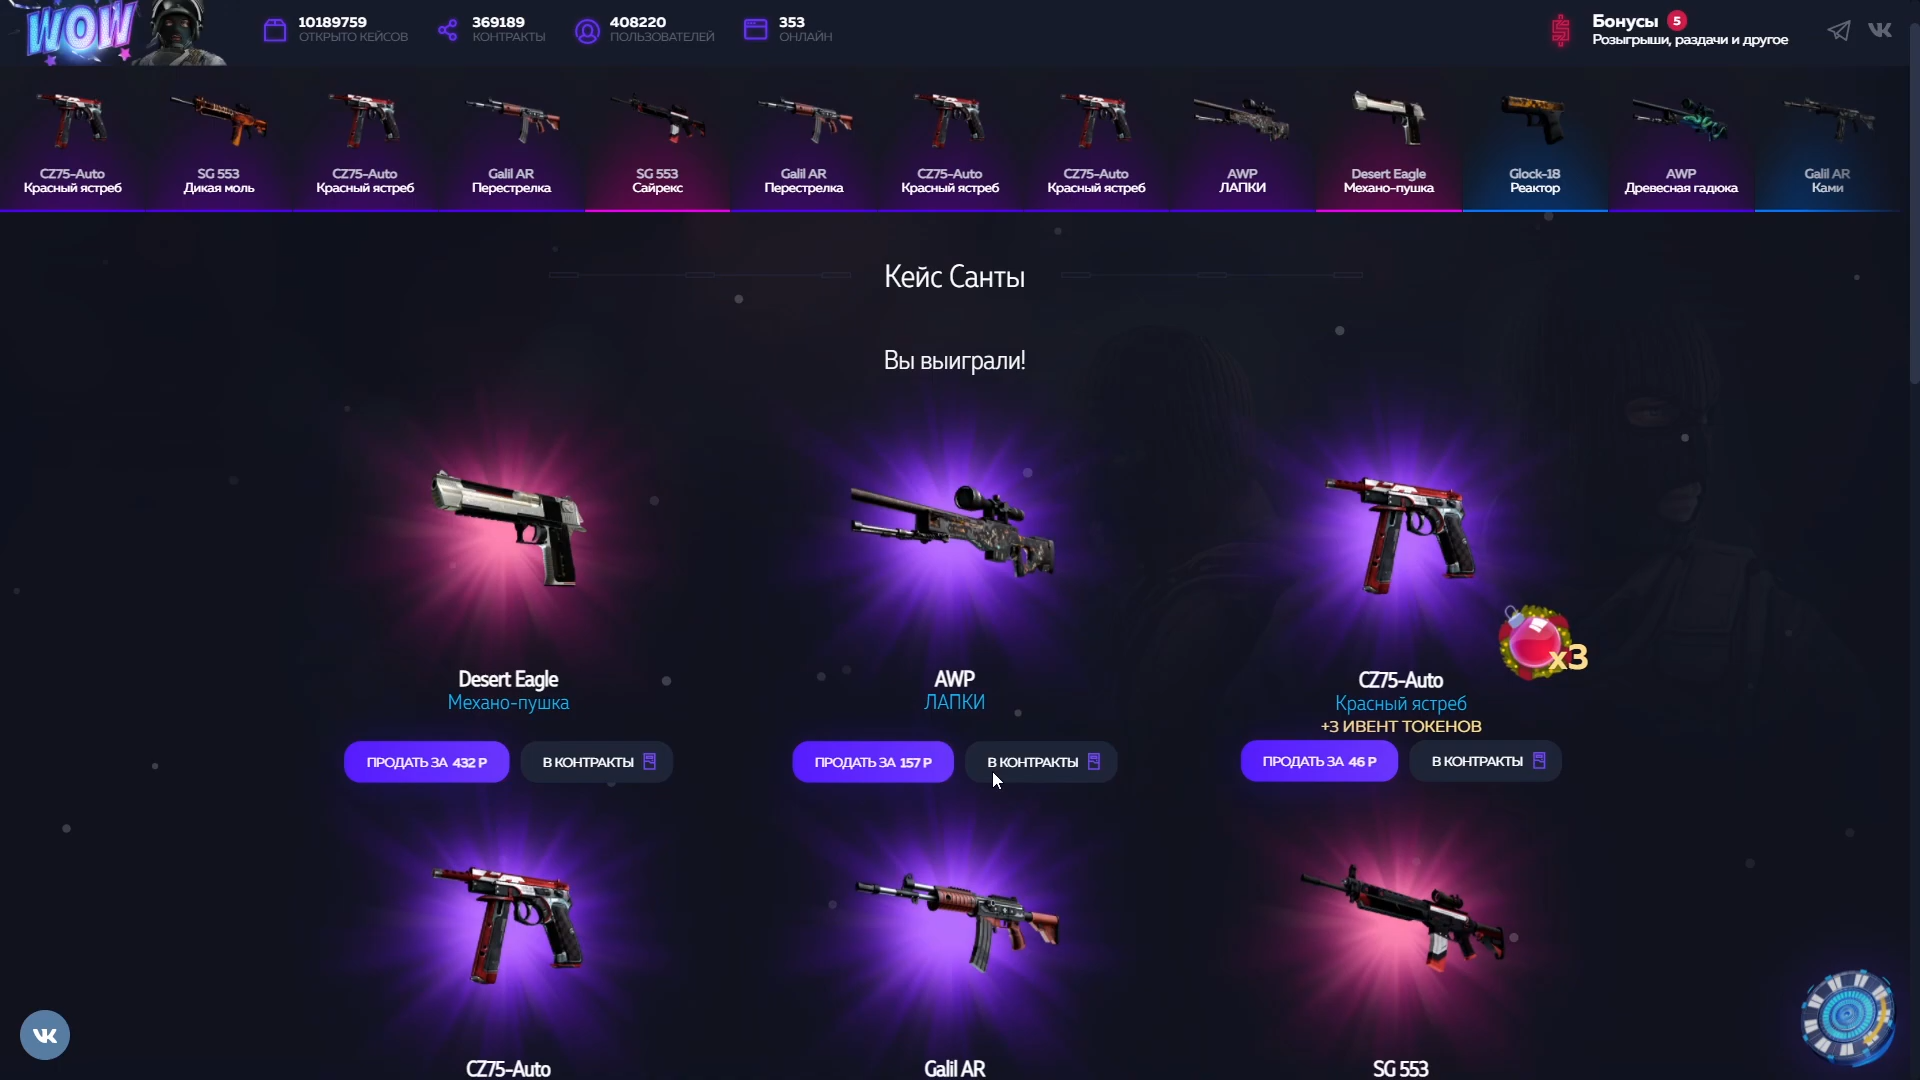 WOW
10189759
ОТКРЫТО КЕЙСОВ
369189
КОНТРАКТЫ
408220
ПОЛЬЗОВАТЕЛЕЙ
353
ОНЛАЙН
Бонусы 5
Розыгрыши, раздачи и другое
CZ75-Auto
Красный ястреб
SG 553
Дикая моль
CZ75-Auto
Красный ястреб
Galil AR
Перестрелка
SG 553
Сайрекс
Galil AR
Перестрелка
CZ75-Auto
Красный ястреб
CZ75-Auto
Красный ястреб
AWP
ЛАПКИ
Desert Eagle
Механо-пушка
Glock-18
Реактор
AWP
Древесная гадюка
Galil AR
Ками
Кейс Санты
Вы выиграли!
Desert Eagle
Механо-пушка
ПРОДАТЬ ЗА 432 Р
В КОНТРАКТЫ
AWP
ЛАПКИ
ПРОДАТЬ ЗА 157 Р
В КОНТРАКТЫ
x3
CZ75-Auto
Красный ястреб
+3 ИВЕНТ ТОКЕНОВ
ПРОДАТЬ ЗА 46 Р
В КОНТРАКТЫ
CZ75-Auto
Galil AR
SG 553